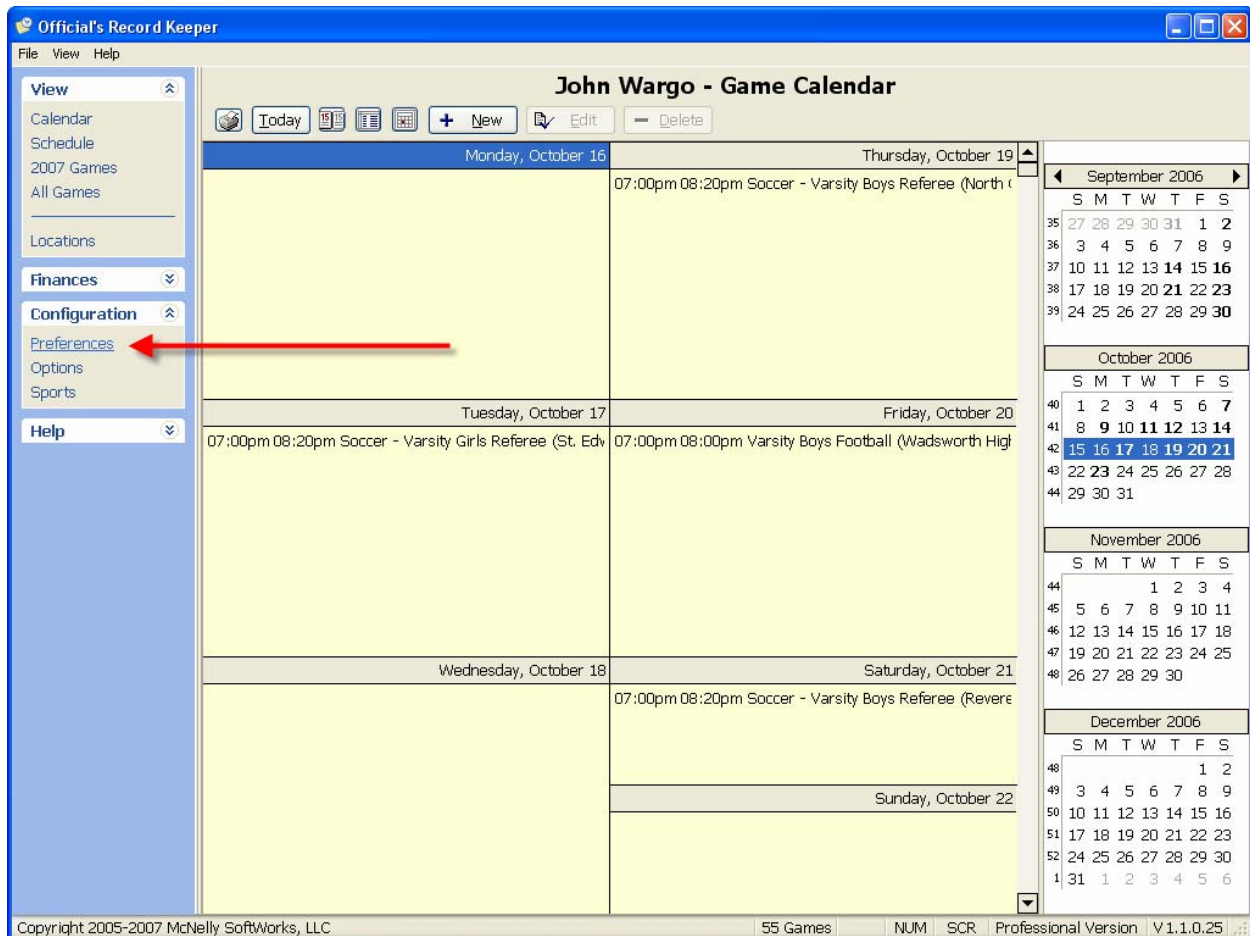 Official's Record Keeper
File View Help
View
Calendar
Schedule
2007 Games
All Games
Locations
Finances
Configuration
Preferences
Options
Sports
Help
John Wargo - Game Calendar
Today New Edit Delete
Monday, October 16
Tuesday, October 17
07:00pm 08:20pm Soccer - Varsity Girls Referee (St. Edw
Wednesday, October 18
Thursday, October 19
07:00pm 08:20pm Soccer - Varsity Boys Referee (North
Friday, October 20
07:00pm 08:00pm Varsity Boys Football (Wadsworth High
Saturday, October 21
07:00pm 08:20pm Soccer - Varsity Boys Referee (Revere
Sunday, October 22
September 2006
S M T W T F S
35 27 28 29 30 31 1 2
36 3 4 5 6 7 8 9
37 10 11 12 13 14 15 16
38 17 18 19 20 21 22 23
39 24 25 26 27 28 29 30
October 2006
S M T W T F S
40 1 2 3 4 5 6 7
41 8 9 10 11 12 13 14
42 15 16 17 18 19 20 21
43 22 23 24 25 26 27 28
44 29 30 31
November 2006
S M T W T F S
44 1 2 3 4
45 5 6 7 8 9 10 11
46 12 13 14 15 16 17 18
47 19 20 21 22 23 24 25
48 26 27 28 29 30
December 2006
S M T W T F S
48 1 2
49 3 4 5 6 7 8 9
50 10 11 12 13 14 15 16
51 17 18 19 20 21 22 23
52 24 25 26 27 28 29 30
1 31 1 2 3 4 5 6
Copyright 2005-2007 McNelly SoftWorks, LLC 55 Games NUM SCR Professional Version V 1.1.0.25